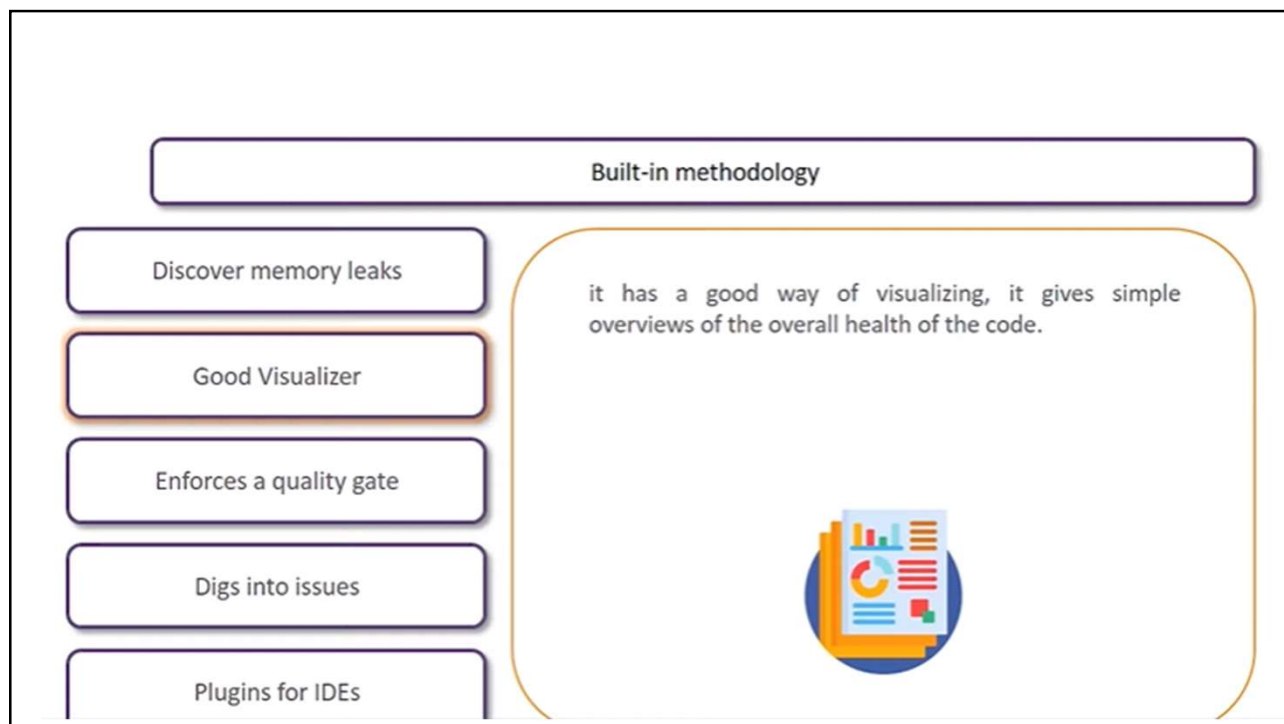 Built-in methodology
Discover memory leaks
Good Visualizer
Enforces a quality gate
Digs into issues
Plugins for IDEs
it has a good way of visualizing, it gives simple
overviews of the overall health of the code.